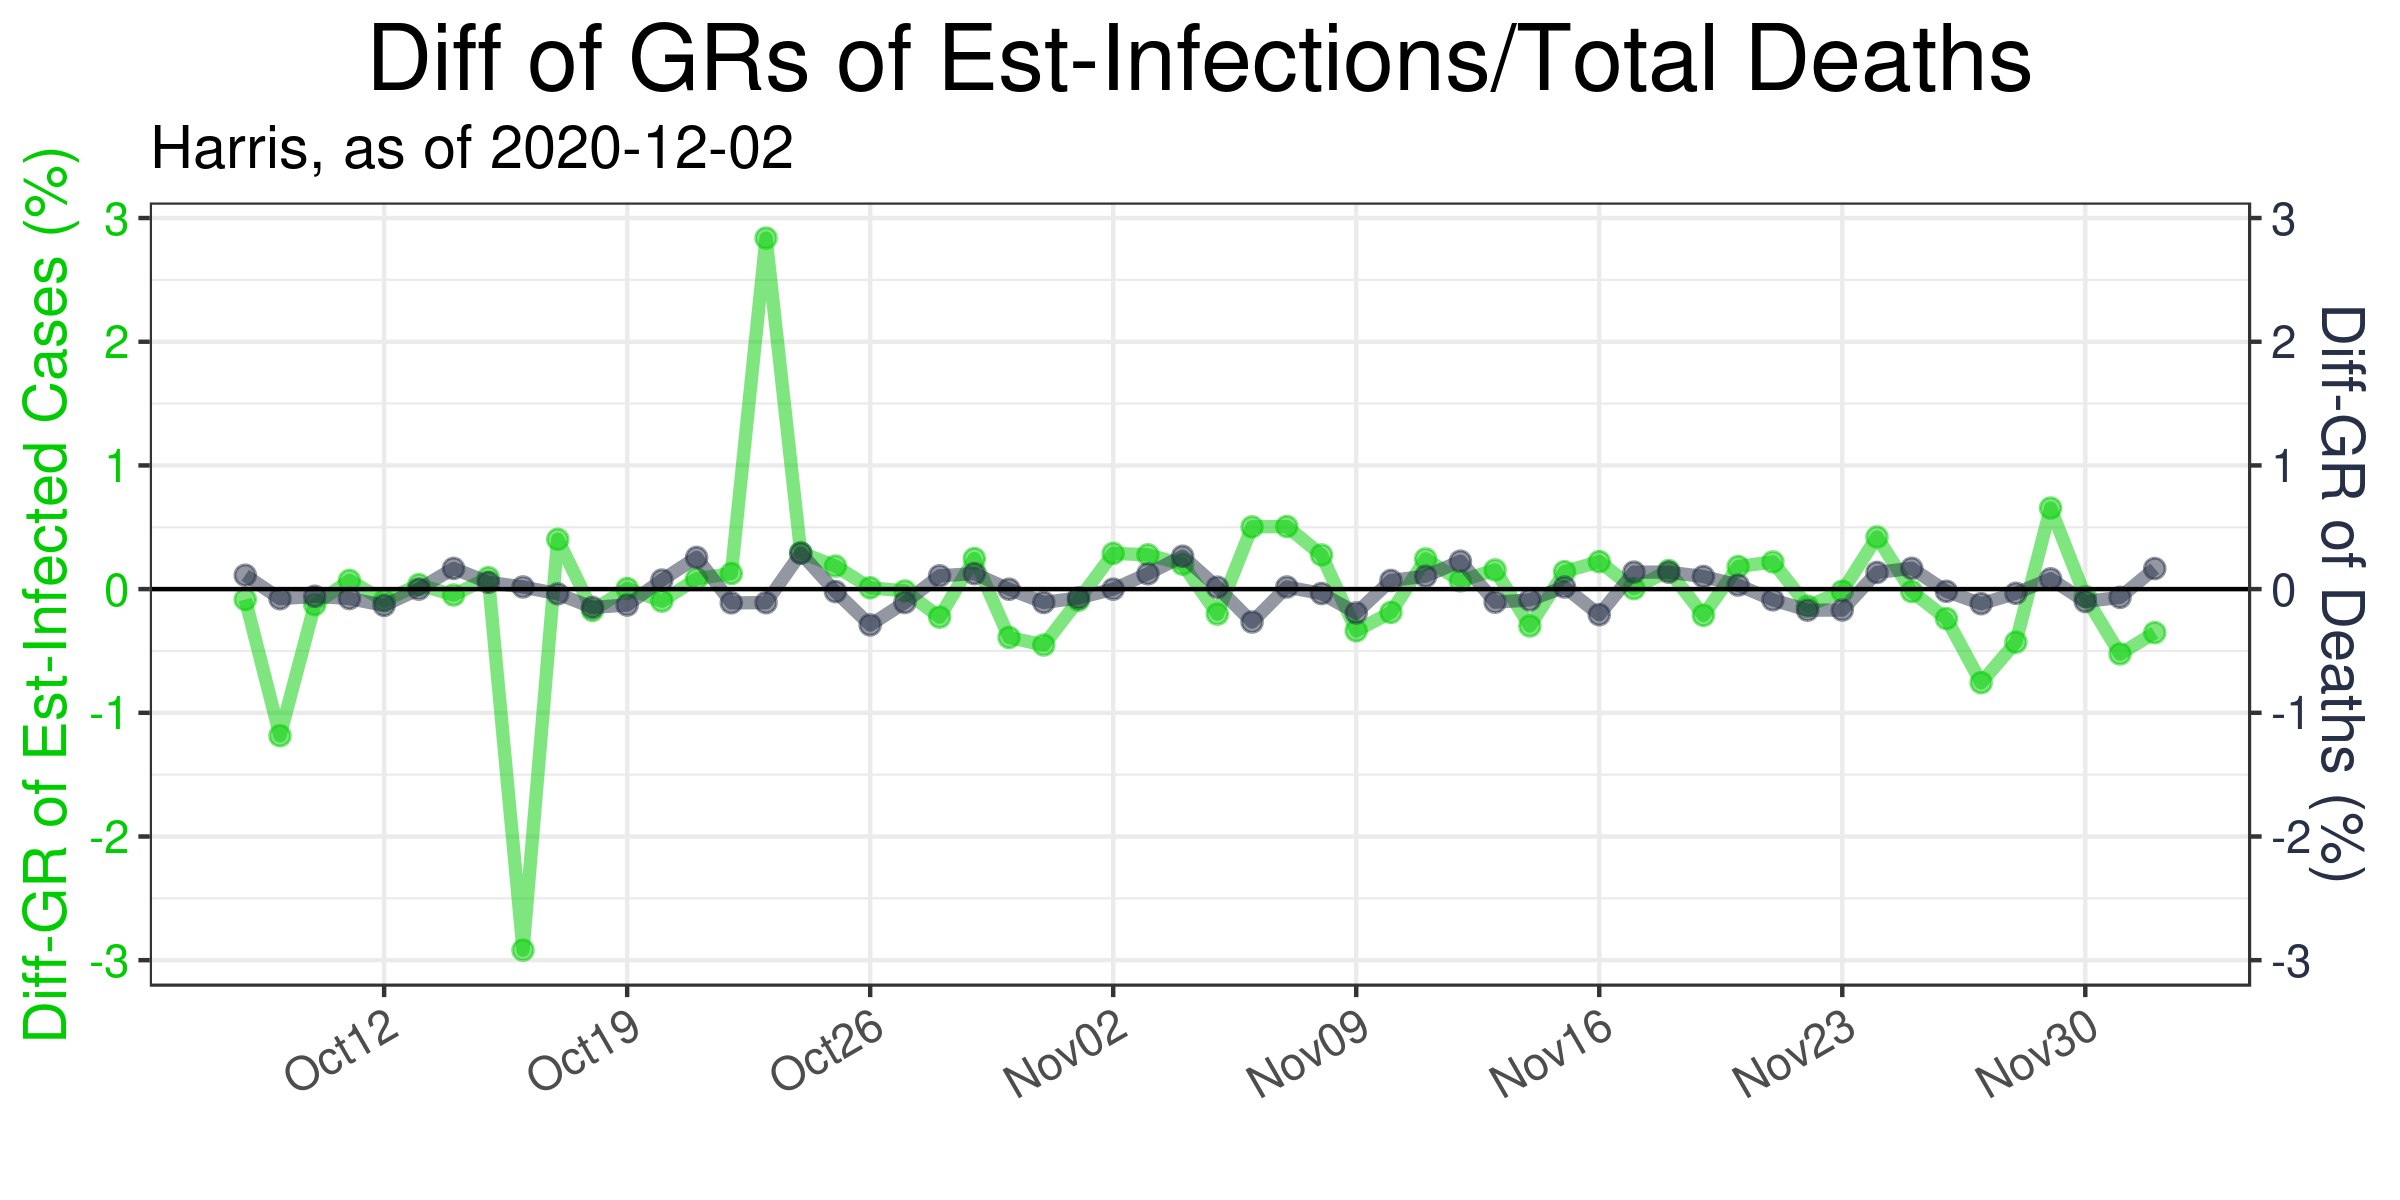 Diff of GRs of Est-Infections/Total Deaths
Harris, as of 2020-12-02
Diff-GR of Est-Infected Cases (%)
3
2
1
0
-1
-2
-3
3
2
1
0
-1
-2
-3
Diff-GR of Deaths (%)
Oct12
Oct19
Oct26
Nov02
Nov09
Nov16
Nov23
Nov30